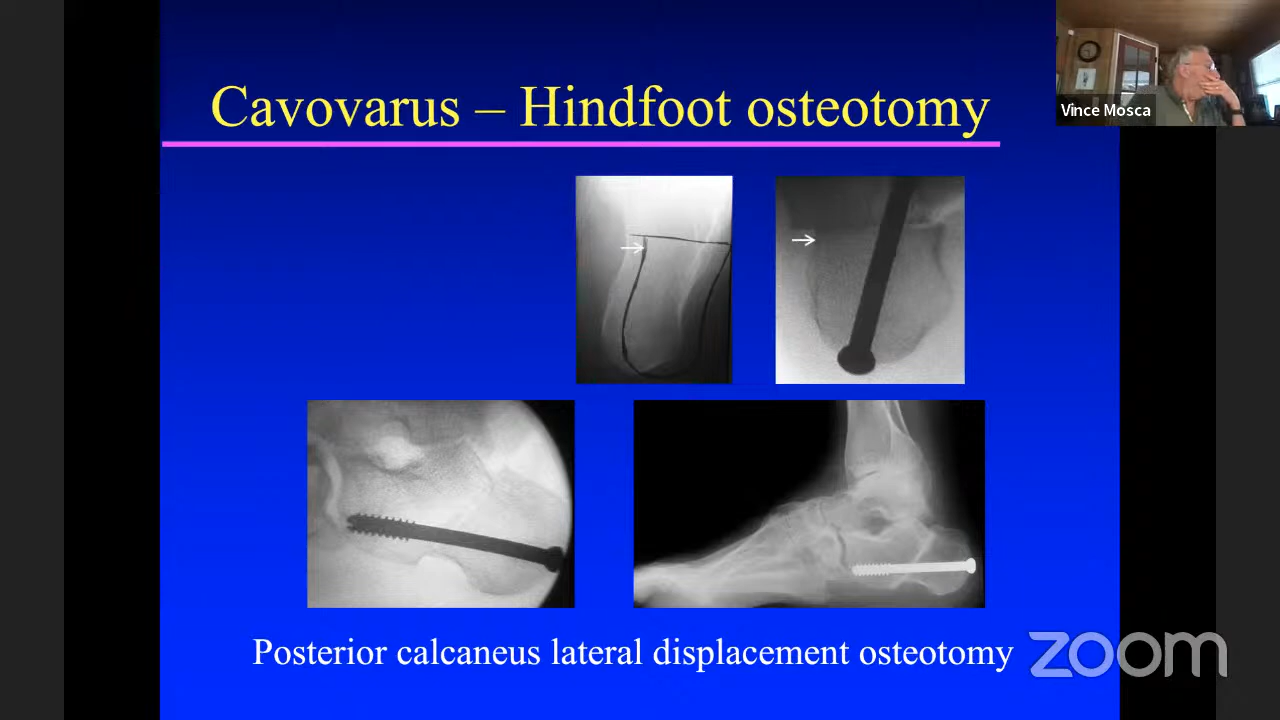 Cavovarus – Hindfoot osteotomy
Vince Mosca
Posterior calcaneus lateral displacement osteotomy
zoom